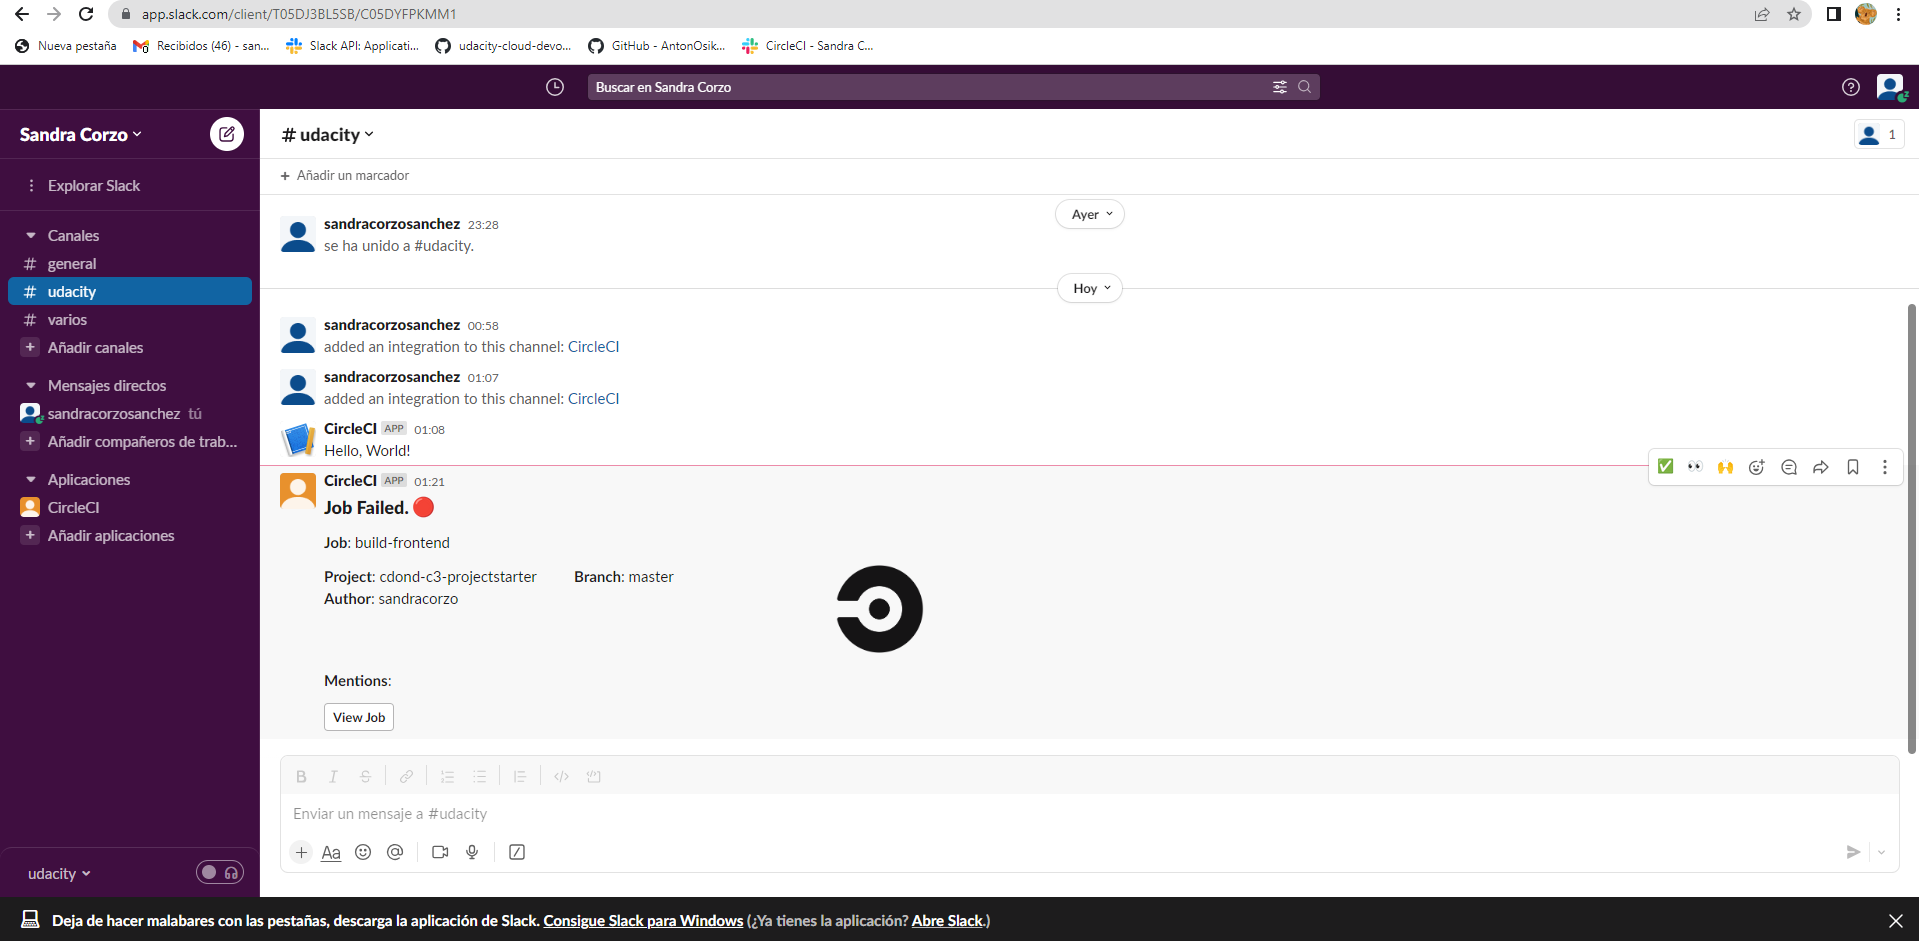 app.slack.com/client/T05DJ3BL5SB/C05DYFPKMM1
Nueva pestaña
Recibidos (46) - san...
Slack API: Applicati...
udacity-cloud-devo...
GitHub - AntonOsik...
CircleCI - Sandra C...
Buscar en Sandra Corzo
Sandra Corzo
Explorar Slack
Canales
# general
# udacity
# varios
+ Añadir canales
Mensajes directos
sandracorzosanchez tú
+ Añadir compañeros de trab...
Aplicaciones
CircleCI
+ Añadir aplicaciones
udacity
# udacity
1
+ Añadir un marcador
Ayer
sandracorzosanchez 23:28
se ha unido a #udacity.
Hoy
sandracorzosanchez 00:58
added an integration to this channel: CircleCI
sandracorzosanchez 01:07
added an integration to this channel: CircleCI
CircleCI APP 01:08
Hello, World!
CircleCI APP 01:21
Job Failed. 🔴
Job: build-frontend
Project: cdond-c3-projectstarter Branch: master
Author: sandracorzo
Mentions:
View Job
B I S
Enviar un mensaje a #udacity
+ Aa @
Deja de hacer malabares con las pestañas, descarga la aplicación de Slack. Consigue Slack para Windows (¿Ya tienes la aplicación? Abre Slack.)